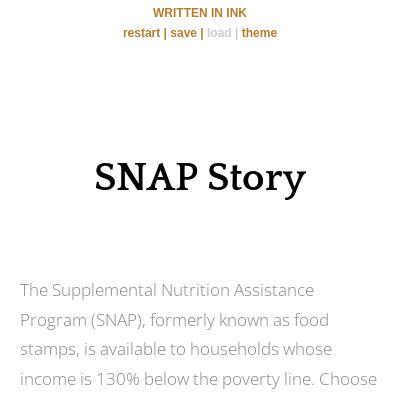 WRITTEN IN INK
restart | save | load | theme
SNAP Story
The Supplemental Nutrition Assistance
Program (SNAP), formerly known as food
stamps, is available to households whose
income is 130% below the poverty line. Choose